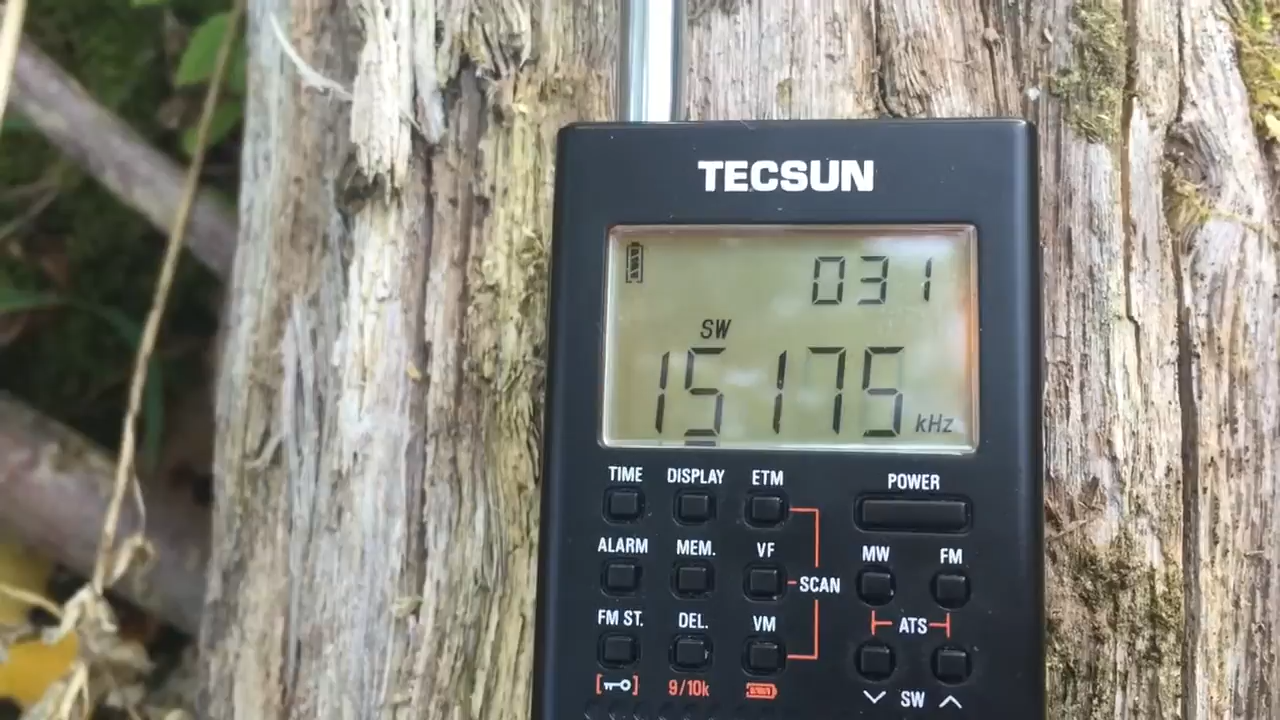 TECSUN
031
SW
15175 kHz
TIME DISPLAY ETM POWER
ALARM MEM. VF MW FM
SCAN
FM ST. DEL. VM ATS
9/10k SW